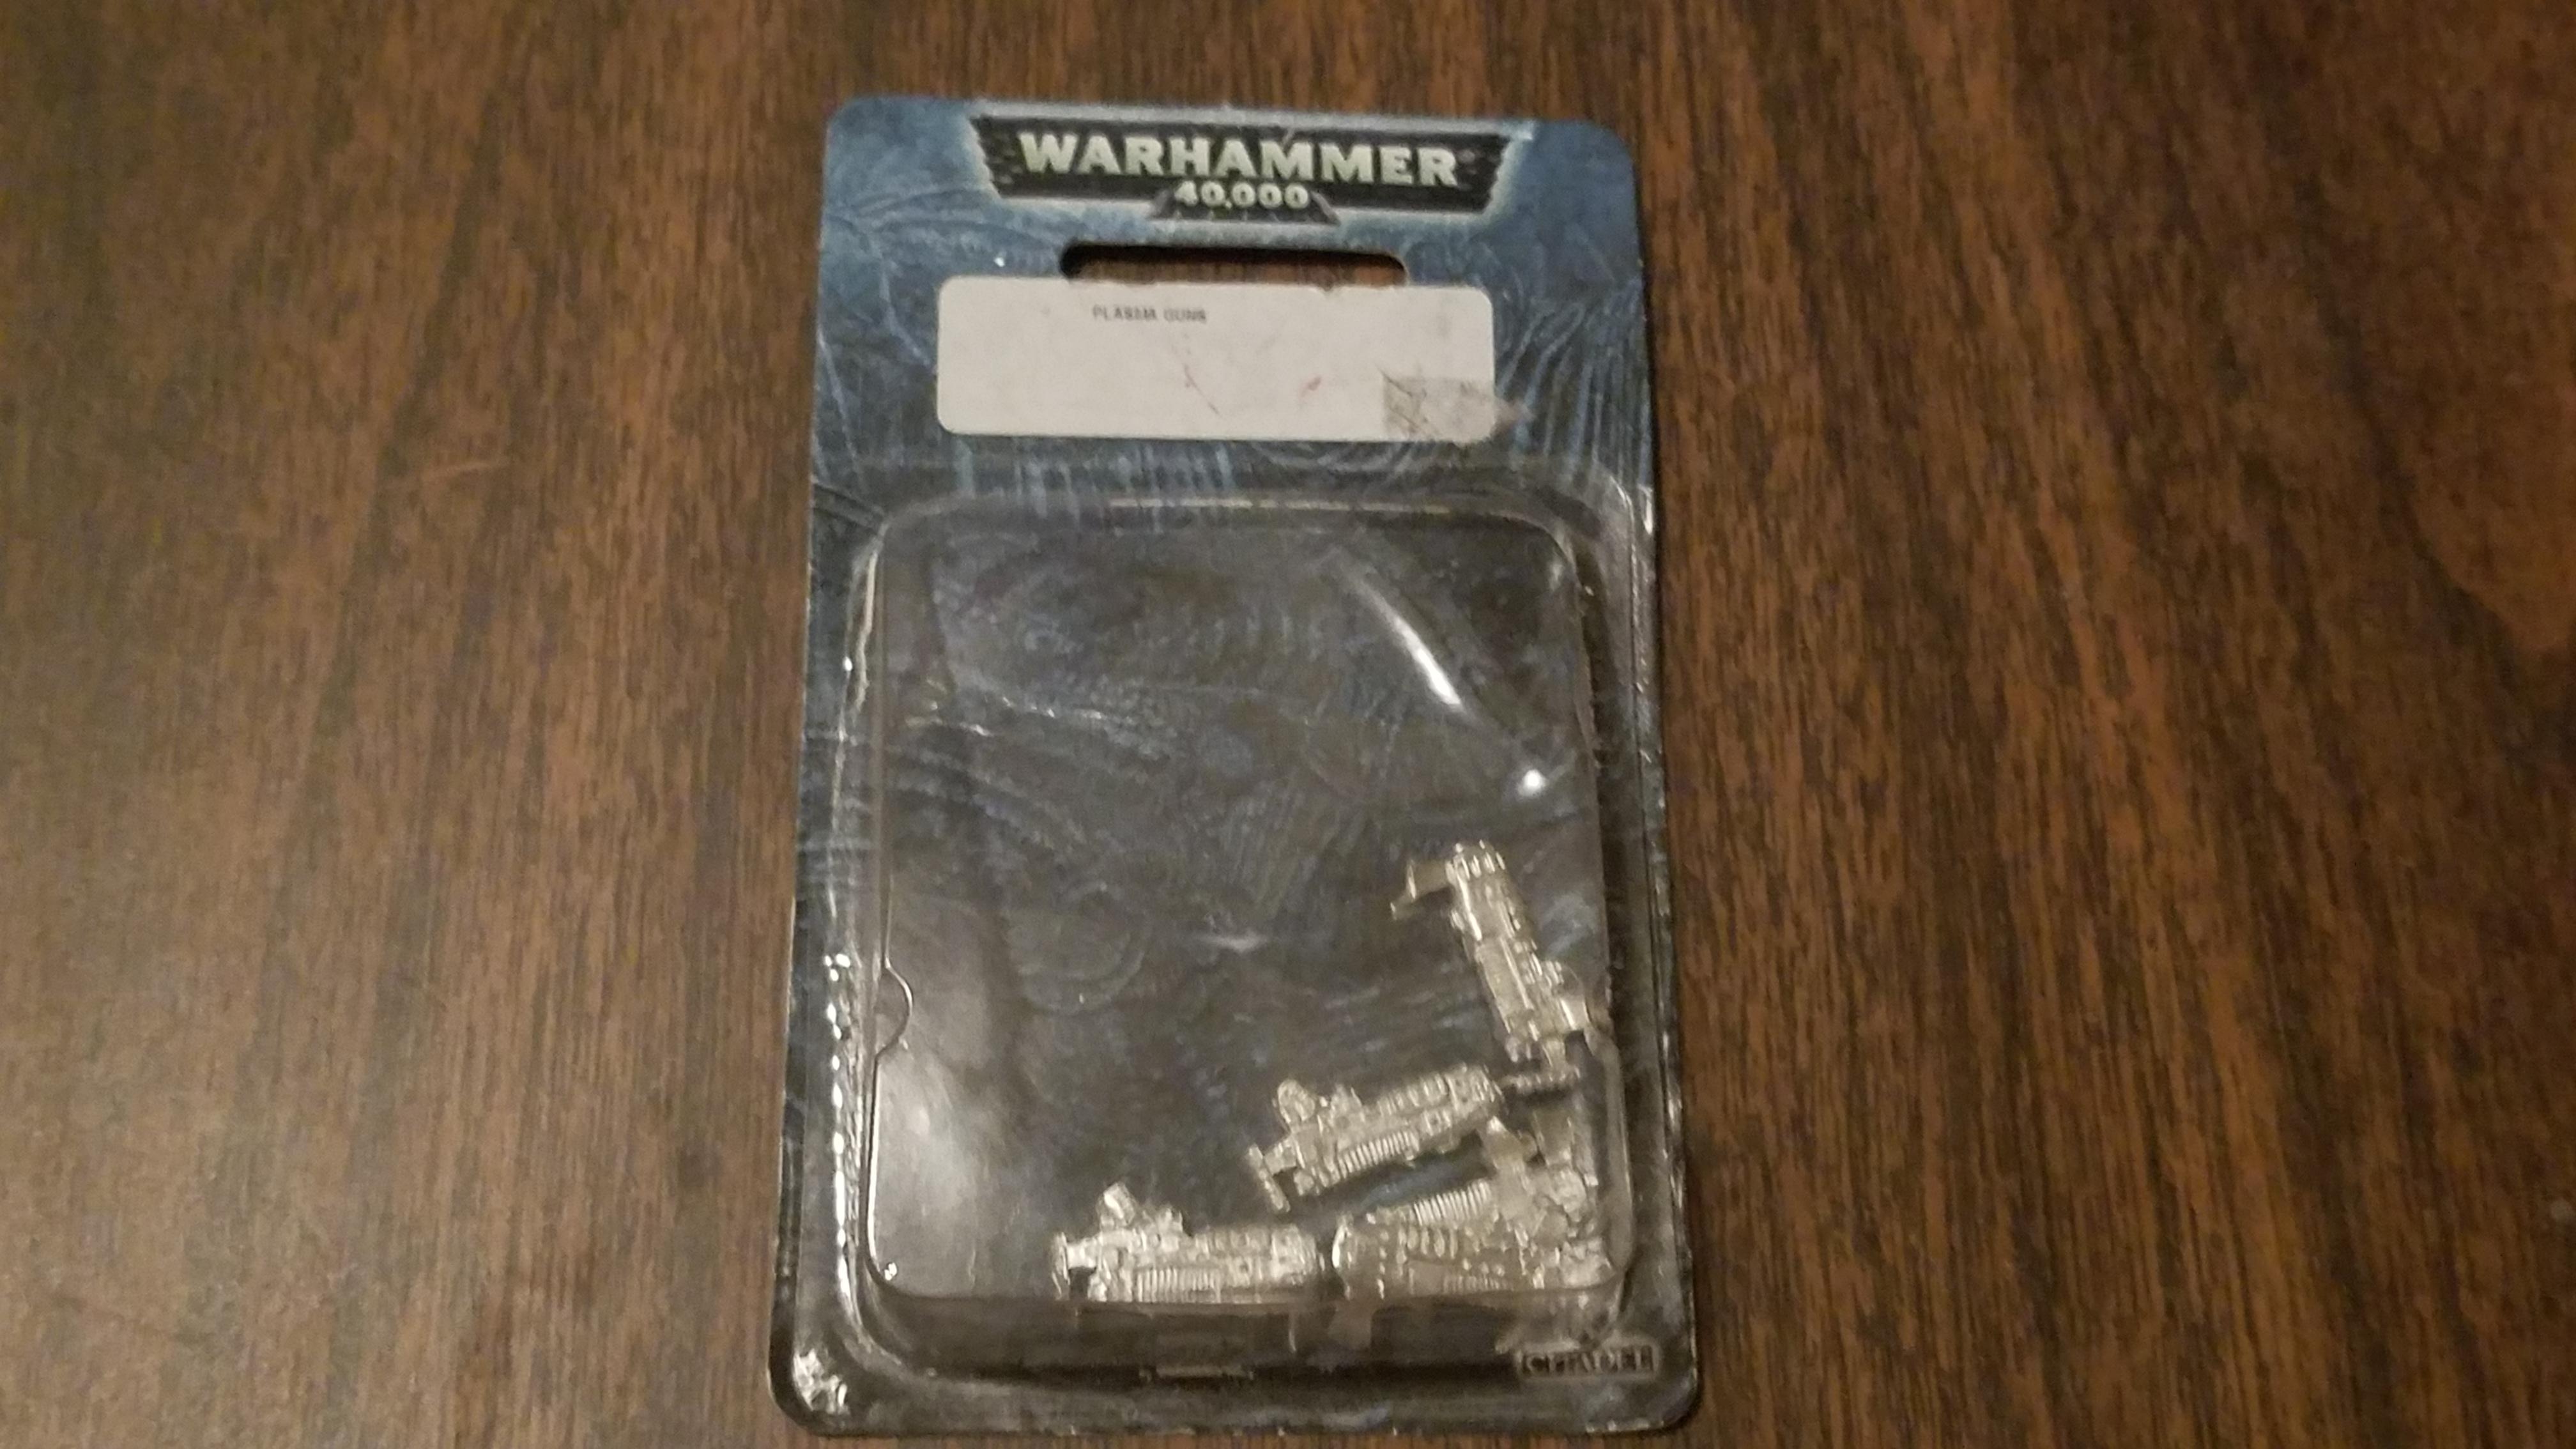 WARHAMMER
40,000
PLASMA GUNS
CITADEL